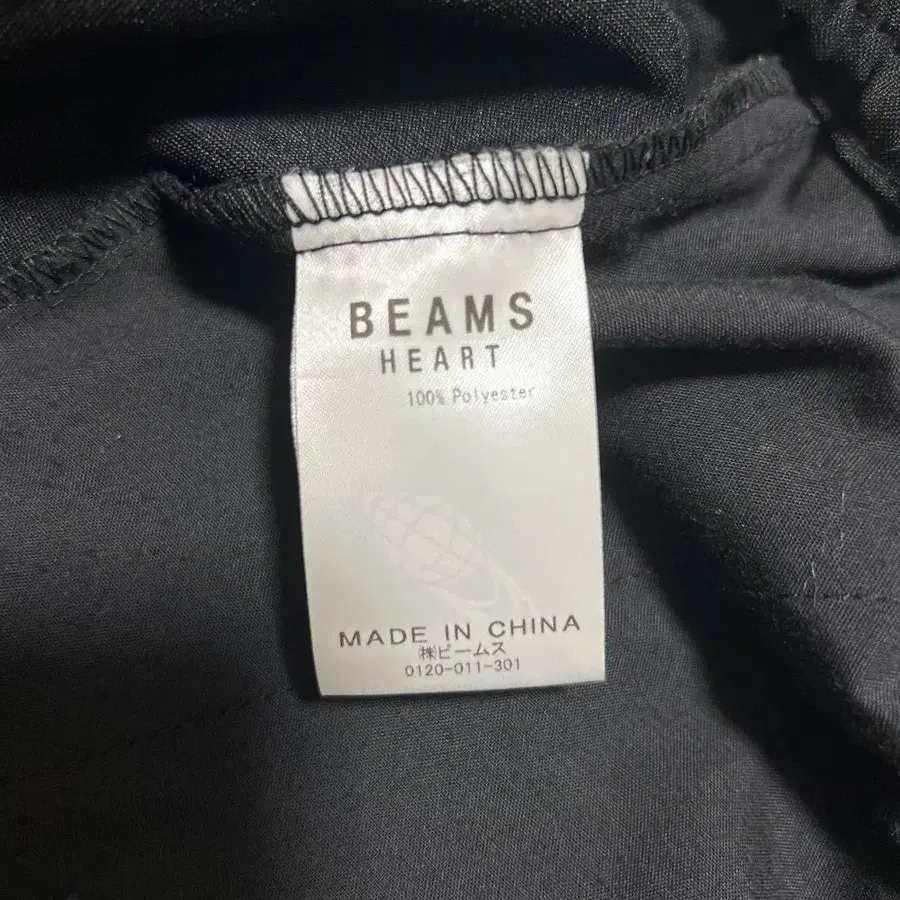 BEAMS
HEART
100% Polyester
MADE IN CHINA
㈱ビームス
0120-011-301